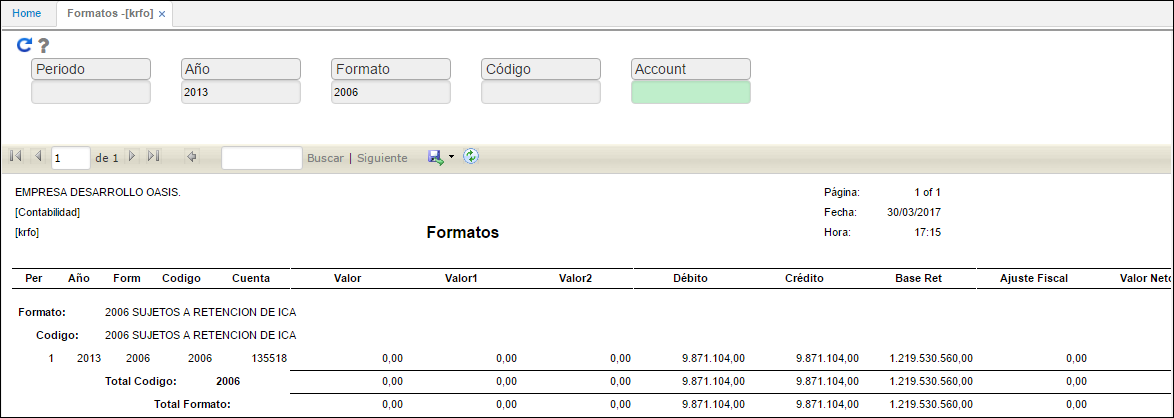 Home Formatos -[krfo] ×
Periodo Año Formato Código Account
2013 2006
1 de 1 Buscar | Siguiente
EMPRESA DESARROLLO OASIS. Página: 1 of 1
[Contabilidad] Fecha: 30/03/2017
[krfo] Formatos Hora: 17:15
Per Año Form Codigo Cuenta Valor Valor1 Valor2 Débito Crédito Base Ret Ajuste Fiscal Valor Neto
Formato: 2006 SUJETOS A RETENCION DE ICA
Codigo: 2006 SUJETOS A RETENCION DE ICA
1 2013 2006 2006 135518 0,00 0,00 0,00 9.871.104,00 9.871.104,00 1.219.530.560,00 0,00
Total Codigo: 2006 0,00 0,00 0,00 9.871.104,00 9.871.104,00 1.219.530.560,00 0,00
Total Formato: 0,00 0,00 0,00 9.871.104,00 9.871.104,00 1.219.530.560,00 0,00